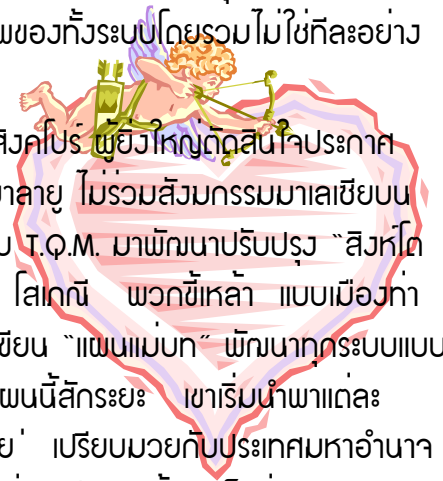 พของทั้งระบบโดยรวมไม่ใช่ทีละอย่าง
สิงคโปร์ ผู้ยิ่งใหญ่ตัดสินใจประกาศ
าลายู ไม่ร่วมสังฆกรรมมาเลเซียบน
บ T.Q.M. มาพัฒนาปรับปรุง "สิงห์โต
โสเภณี พวกขี้เหล้า แบบเมืองท่า
ขียน "แผนแม่บท" พัฒนาทุกระบบแบบ
ผนนี้สักระยะ เขาเริ่มนำพาแต่ละ
ย' เปรียบมวยกับประเทศมหาอำนาจ